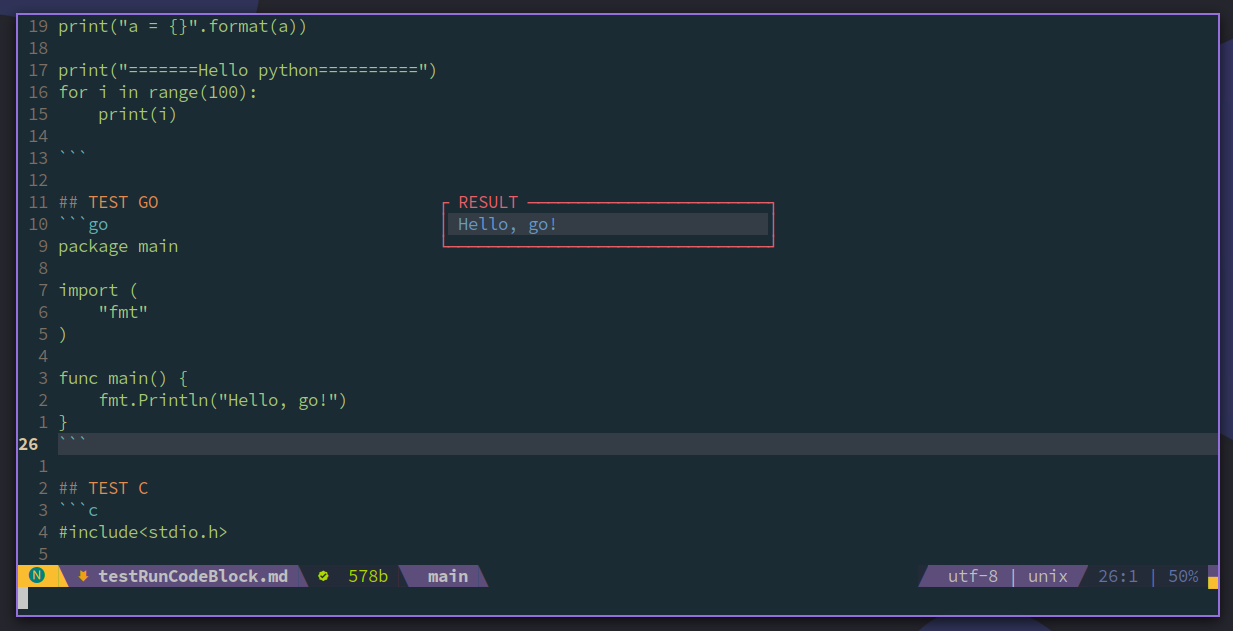 19 print("a = {}".format(a))
18
17 print("=======Hello python==========")
16 for i in range(100):
15     print(i)
14
13 ```
12
11 ## TEST GO
RESULT
10 ```go
Hello, go!
9 package main
8
7 import (
6     "fmt"
5 )
4
3 func main() {
2     fmt.Println("Hello, go!")
1 }
26 ```
1
2 ## TEST C
3 ```c
4 #include<stdio.h>
5
N testRunCodeBlock.md 578b main utf-8 | unix 26:1 | 50%